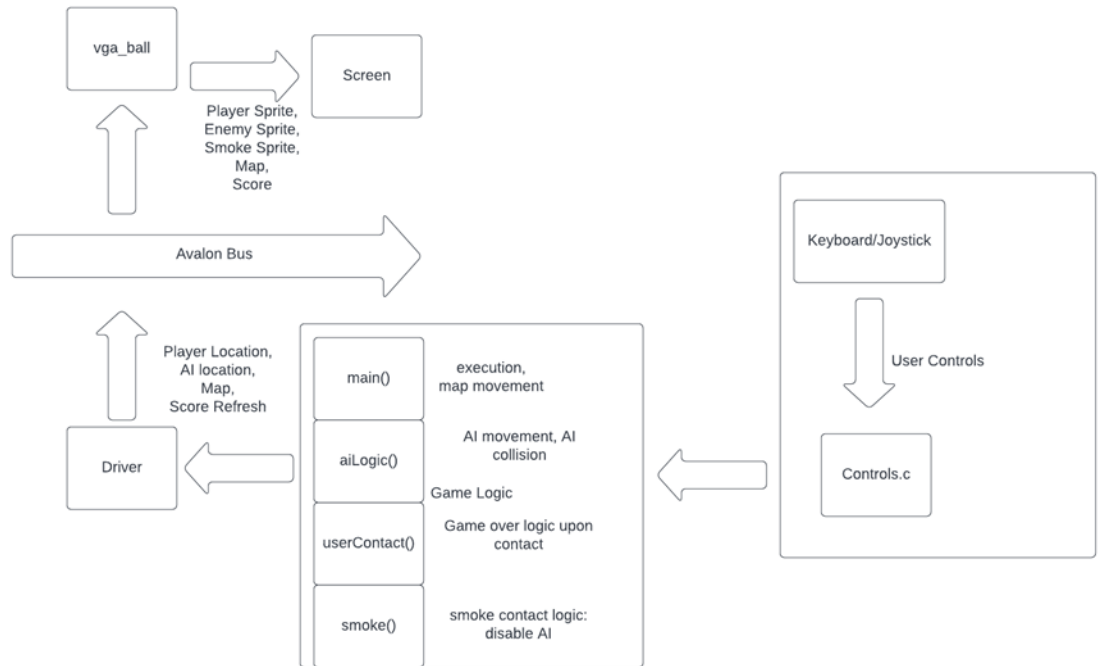 vga_ball
Screen
Player Sprite,
Enemy Sprite,
Smoke Sprite,
Map,
Score
Avalon Bus
Keyboard/Joystick
User Controls
Controls.c
Player Location,
AI location,
Map,
Score Refresh
Driver
main()
execution,
map movement
aiLogic()
AI movement, AI
collision
Game Logic
userContact()
Game over logic upon
contact
smoke()
smoke contact logic:
disable AI